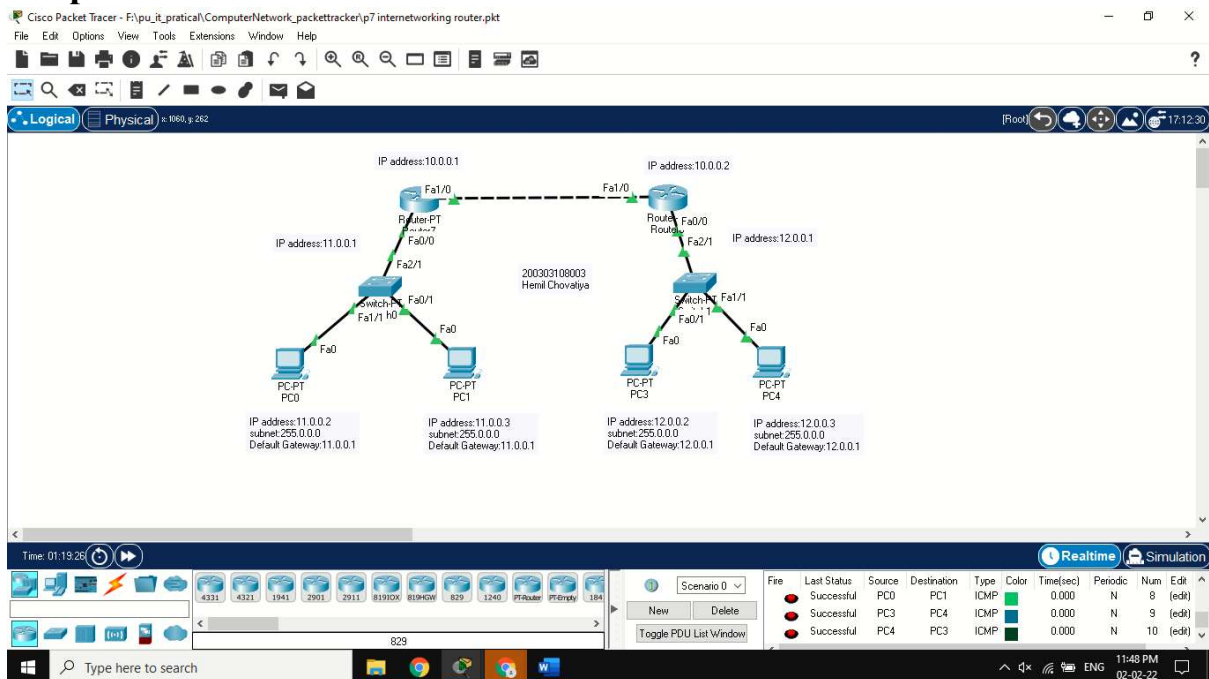 Cisco Packet Tracer - F:\pu_it_pratical\ComputerNetwork_packettracker\p7 internetworking router.pkt
File Edit Options View Tools Extensions Window Help
?
Logical Physical x: 1060, y: 262 [Root] 17:12:30
IP address:10.0.0.1 IP address:10.0.0.2
Fa1/0 Fa1/0
Router-PT
Fa0/0 Fa0/0
IP address:11.0.0.1 Fa2/1 IP address:12.0.0.1
Fa2/1
200303108003
Hemil Chovatiya
Fa0/1 Fa1/1
Fa1/1 Fa0/1
Fa0 Fa0 Fa0 Fa0
PC-PT PC-PT PC-PT PC-PT
PC0 PC1 PC3 PC4
IP address:11.0.0.2
subnet:255.0.0.0
Default Gateway:11.0.0.1
IP address:11.0.0.3
subnet:255.0.0.0
Default Gateway:11.0.0.1
IP address:12.0.0.2
subnet:255.0.0.0
Default Gateway:12.0.0.1
IP address:12.0.0.3
subnet:255.0.0.0
Default Gateway:12.0.0.1
Time: 01:19:26 Realtime Simulation
4331 4321 1941 2901 2911 819IOX 819HGW 829 1240 PT-Router PT-Empty 184
829
Scenario 0
New Delete
Toggle PDU List Window
Fire Last Status Source Destination Type Color Time(sec) Periodic Num Edit
Successful PC0 PC1 ICMP 0.000 N 8 (edit)
Successful PC3 PC4 ICMP 0.000 N 9 (edit)
Successful PC4 PC3 ICMP 0.000 N 10 (edit)
Type here to search
ENG 11:48 PM
02-02-22